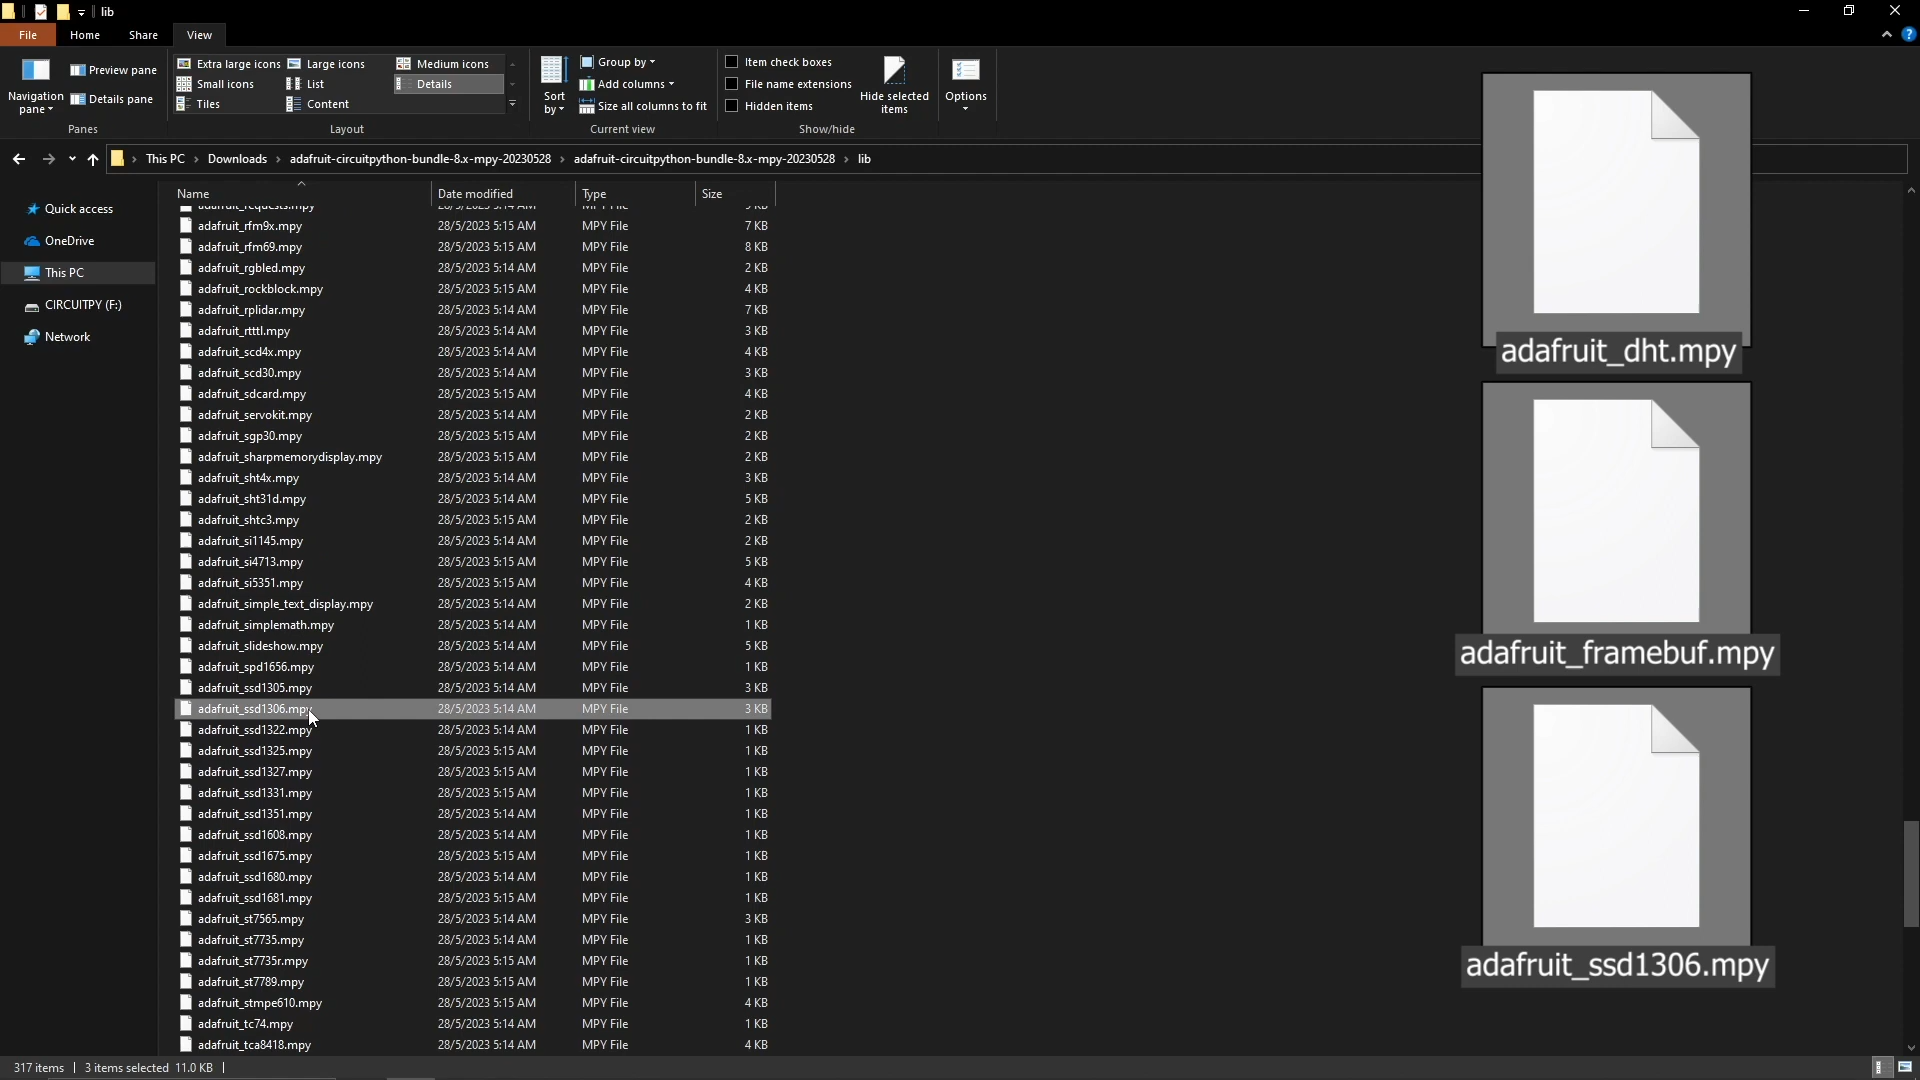 lib
File Home Share View
Navigation pane
Preview pane
Details pane
Panes
Extra large icons Large icons Medium icons
Small icons List Details
Tiles Content
Layout
Sort by
Group by
Add columns
Size all columns to fit
Current view
Item check boxes
File name extensions
Hidden items
Hide selected items
Show/hide
Options
This PC > Downloads > adafruit-circuitpython-bundle-8.x-mpy-20230528 > adafruit-circuitpython-bundle-8.x-mpy-20230528 > lib
Quick access
OneDrive
This PC
CIRCUITPY (F:)
Network
Name Date modified Type Size
adafruit_requests.mpy 28/5/2023 5:14 AM MPY File 9 KB
adafruit_rfm9x.mpy 28/5/2023 5:15 AM MPY File 7 KB
adafruit_rfm69.mpy 28/5/2023 5:15 AM MPY File 8 KB
adafruit_rgbled.mpy 28/5/2023 5:14 AM MPY File 2 KB
adafruit_rockblock.mpy 28/5/2023 5:15 AM MPY File 4 KB
adafruit_rplidar.mpy 28/5/2023 5:14 AM MPY File 7 KB
adafruit_rtttl.mpy 28/5/2023 5:15 AM MPY File 3 KB
adafruit_scd4x.mpy 28/5/2023 5:14 AM MPY File 4 KB
adafruit_scd30.mpy 28/5/2023 5:14 AM MPY File 3 KB
adafruit_sdcard.mpy 28/5/2023 5:15 AM MPY File 4 KB
adafruit_servokit.mpy 28/5/2023 5:14 AM MPY File 2 KB
adafruit_sgp30.mpy 28/5/2023 5:15 AM MPY File 2 KB
adafruit_sharpmemorydisplay.mpy 28/5/2023 5:15 AM MPY File 2 KB
adafruit_sht4x.mpy 28/5/2023 5:14 AM MPY File 3 KB
adafruit_sht31d.mpy 28/5/2023 5:14 AM MPY File 5 KB
adafruit_shtc3.mpy 28/5/2023 5:15 AM MPY File 2 KB
adafruit_si1145.mpy 28/5/2023 5:14 AM MPY File 2 KB
adafruit_si4713.mpy 28/5/2023 5:15 AM MPY File 5 KB
adafruit_si5351.mpy 28/5/2023 5:15 AM MPY File 4 KB
adafruit_simple_text_display.mpy 28/5/2023 5:14 AM MPY File 2 KB
adafruit_simplemath.mpy 28/5/2023 5:14 AM MPY File 1 KB
adafruit_slideshow.mpy 28/5/2023 5:14 AM MPY File 5 KB
adafruit_spd1656.mpy 28/5/2023 5:14 AM MPY File 1 KB
adafruit_ssd1305.mpy 28/5/2023 5:14 AM MPY File 3 KB
adafruit_ssd1306.mpy 28/5/2023 5:14 AM MPY File 3 KB
adafruit_ssd1322.mpy 28/5/2023 5:14 AM MPY File 1 KB
adafruit_ssd1325.mpy 28/5/2023 5:15 AM MPY File 1 KB
adafruit_ssd1327.mpy 28/5/2023 5:15 AM MPY File 1 KB
adafruit_ssd1331.mpy 28/5/2023 5:15 AM MPY File 1 KB
adafruit_ssd1351.mpy 28/5/2023 5:14 AM MPY File 1 KB
adafruit_ssd1608.mpy 28/5/2023 5:14 AM MPY File 1 KB
adafruit_ssd1675.mpy 28/5/2023 5:15 AM MPY File 1 KB
adafruit_ssd1680.mpy 28/5/2023 5:14 AM MPY File 1 KB
adafruit_ssd1681.mpy 28/5/2023 5:15 AM MPY File 1 KB
adafruit_st7565.mpy 28/5/2023 5:14 AM MPY File 3 KB
adafruit_st7735.mpy 28/5/2023 5:14 AM MPY File 1 KB
adafruit_st7735r.mpy 28/5/2023 5:15 AM MPY File 1 KB
adafruit_st7789.mpy 28/5/2023 5:15 AM MPY File 1 KB
adafruit_stmpe610.mpy 28/5/2023 5:15 AM MPY File 4 KB
adafruit_tc74.mpy 28/5/2023 5:14 AM MPY File 1 KB
adafruit_tca8418.mpy 28/5/2023 5:14 AM MPY File 4 KB
adafruit_dht.mpy
adafruit_framebuf.mpy
adafruit_ssd1306.mpy
317 items 3 items selected 11.0 KB